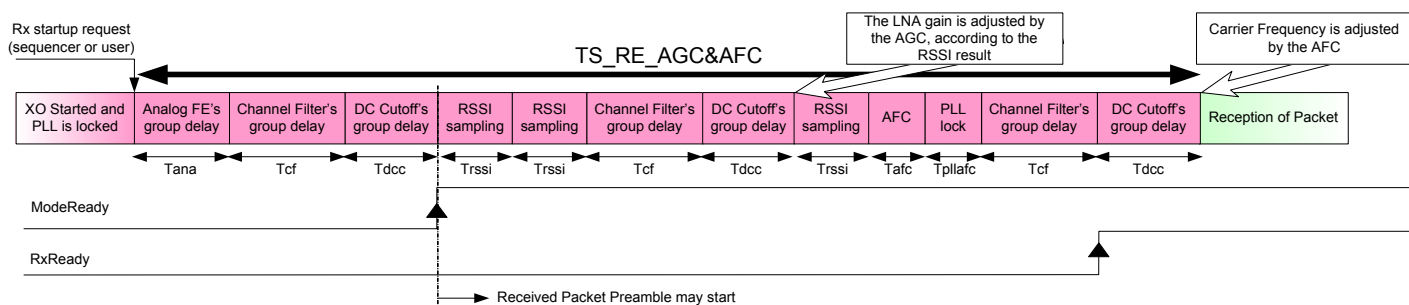 Rx startup request
(sequencer or user)
The LNA gain is adjusted by
the AGC, according to the
RSSI result
Carrier Frequency is adjusted
by the AFC
TS_RE_AGC&AFC
XO Started and
PLL is locked
Analog FE's
group delay
Channel Filter's
group delay
DC Cutoff's
group delay
RSSI
sampling
RSSI
sampling
Channel Filter's
group delay
DC Cutoff's
group delay
RSSI
sampling
AFC
PLL
lock
Channel Filter's
group delay
DC Cutoff's
group delay
Reception of Packet
Tana
Tcf
Tdcc
Trssi
Trssi
Tcf
Tdcc
Trssi
Tafc
Tpllafc
Tcf
Tdcc
ModeReady
RxReady
Received Packet Preamble may start